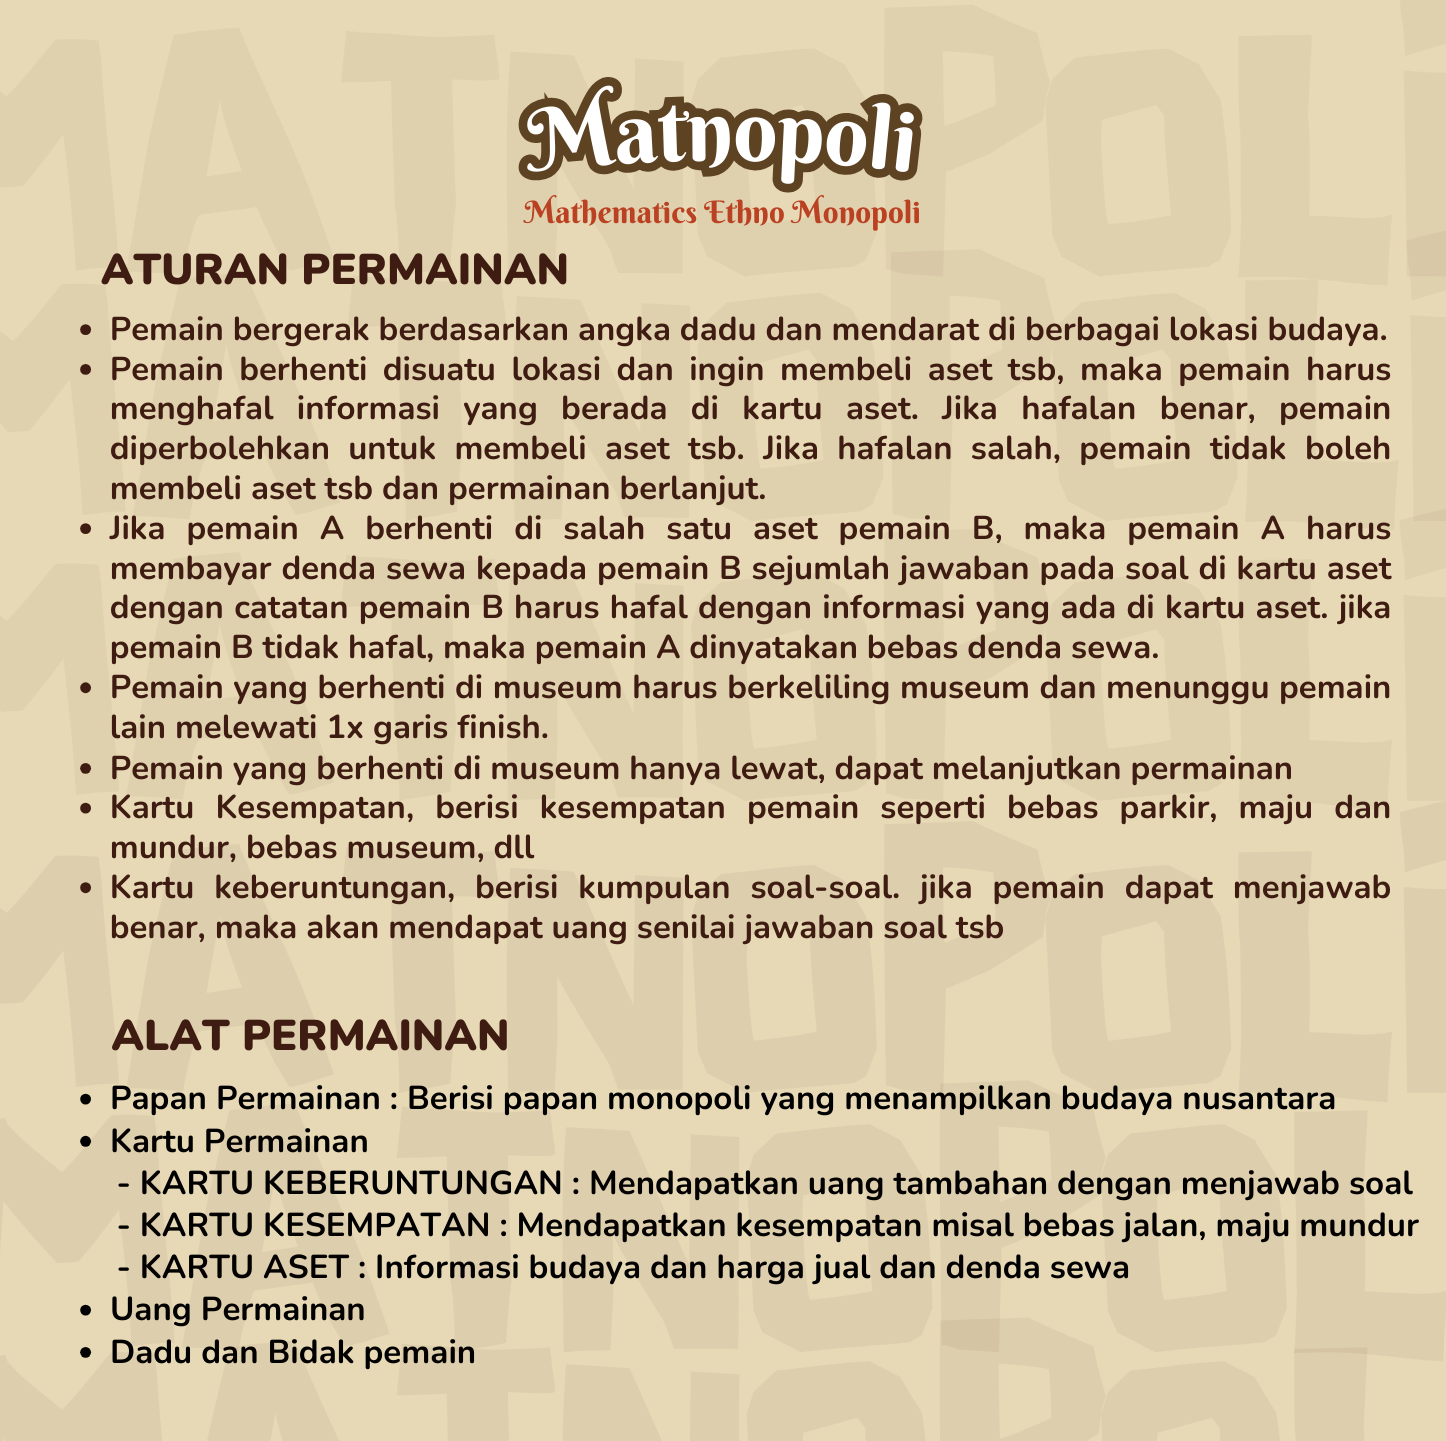 Matnopoli
Mathematics Ethno Monopoli
ATURAN PERMAINAN
• Pemain bergerak berdasarkan angka dadu dan mendarat di berbagai lokasi budaya.
• Pemain berhenti disuatu lokasi dan ingin membeli aset tsb, maka pemain harus
menghafal informasi yang berada di kartu aset. Jika hafalan benar, pemain
diperbolehkan untuk membeli aset tsb. Jika hafalan salah, pemain tidak boleh
membeli aset tsb dan permainan berlanjut.
• Jika pemain A berhenti di salah satu aset pemain B, maka pemain A harus
membayar denda sewa kepada pemain B sejumlah jawaban pada soal di kartu aset
dengan catatan pemain B harus hafal dengan informasi yang ada di kartu aset. jika
pemain B tidak hafal, maka pemain A dinyatakan bebas denda sewa.
• Pemain yang berhenti di museum harus berkeliling museum dan menunggu pemain
lain melewati 1x garis finish.
• Pemain yang berhenti di museum hanya lewat, dapat melanjutkan permainan
• Kartu Kesempatan, berisi kesempatan pemain seperti bebas parkir, maju dan
mundur, bebas museum, dll
• Kartu keberuntungan, berisi kumpulan soal-soal. jika pemain dapat menjawab
benar, maka akan mendapat uang senilai jawaban soal tsb
ALAT PERMAINAN
• Papan Permainan : Berisi papan monopoli yang menampilkan budaya nusantara
• Kartu Permainan
- KARTU KEBERUNTUNGAN : Mendapatkan uang tambahan dengan menjawab soal
- KARTU KESEMPATAN : Mendapatkan kesempatan misal bebas jalan, maju mundur
- KARTU ASET : Informasi budaya dan harga jual dan denda sewa
• Uang Permainan
• Dadu dan Bidak pemain